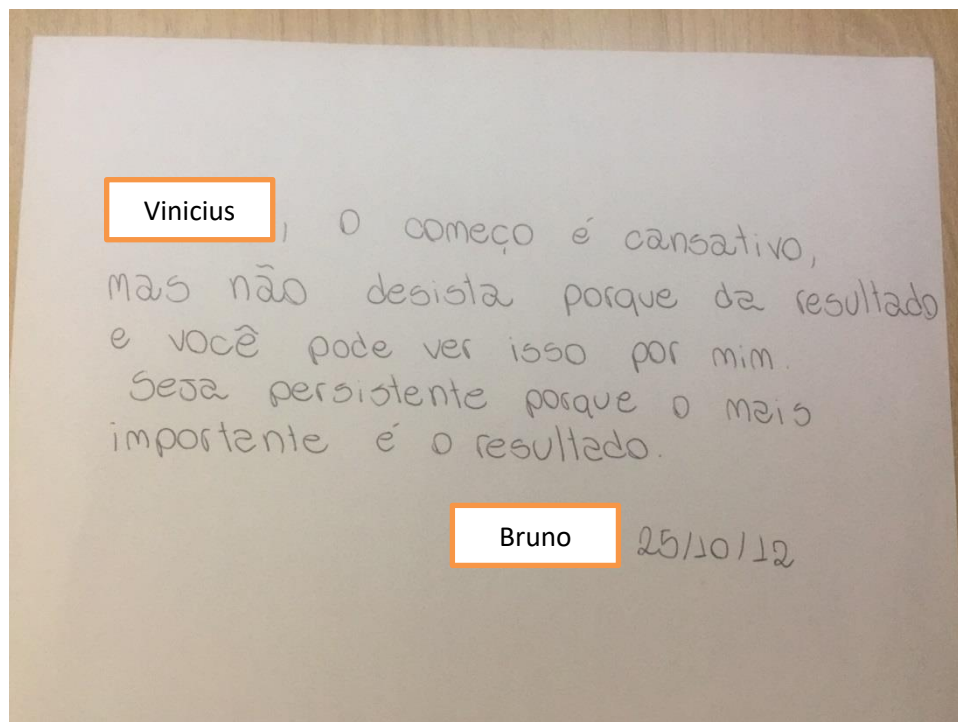 Vinicius, O começo é cansativo,
mas não desista porque da resultado
e você pode ver isso por mim.
Seja persistente porque o mais
importante é o resultado.
Bruno 25/10/12